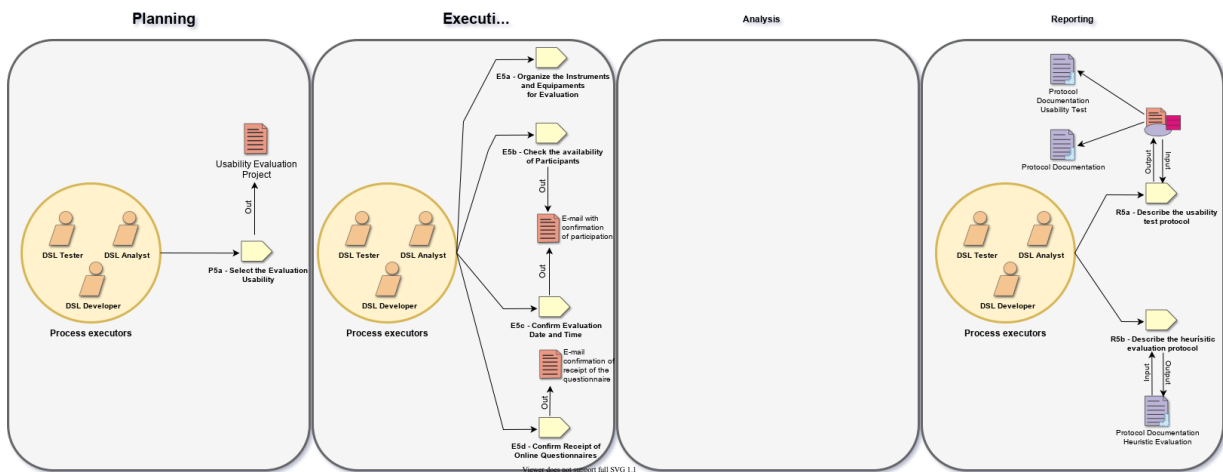 Planning
Usability Evaluation
Project
Out
DSL Tester
DSL Analyst
DSL Developer
P5a - Select the Evaluation
Usability
Process executors
Executi...
E5a - Organize the Instruments
and Equipaments
for Evaluation
E5b - Check the availability
of Participants
Out
E-mail with
confirmation
of participation
DSL Tester
DSL Analyst
DSL Developer
Process executors
Out
E5c - Confirm Evaluation
Date and Time
E-mail
confirmation of
receipt of the
questionnaire
Out
E5d - Confirm Receipt of
Online Questionnaires
Analysis
Reporting
Protocol
Documentation
Usability Test
Protocol Documentation
Output
Input
R5a - Describe the usability
test protocol
DSL Tester
DSL Analyst
DSL Developer
Process executors
R5b - Describe the heurísitic
evaluation protocol
Input
Output
Protocol Documentation
Heuristic Evaluation
Viewer does not support full SVG 1.1